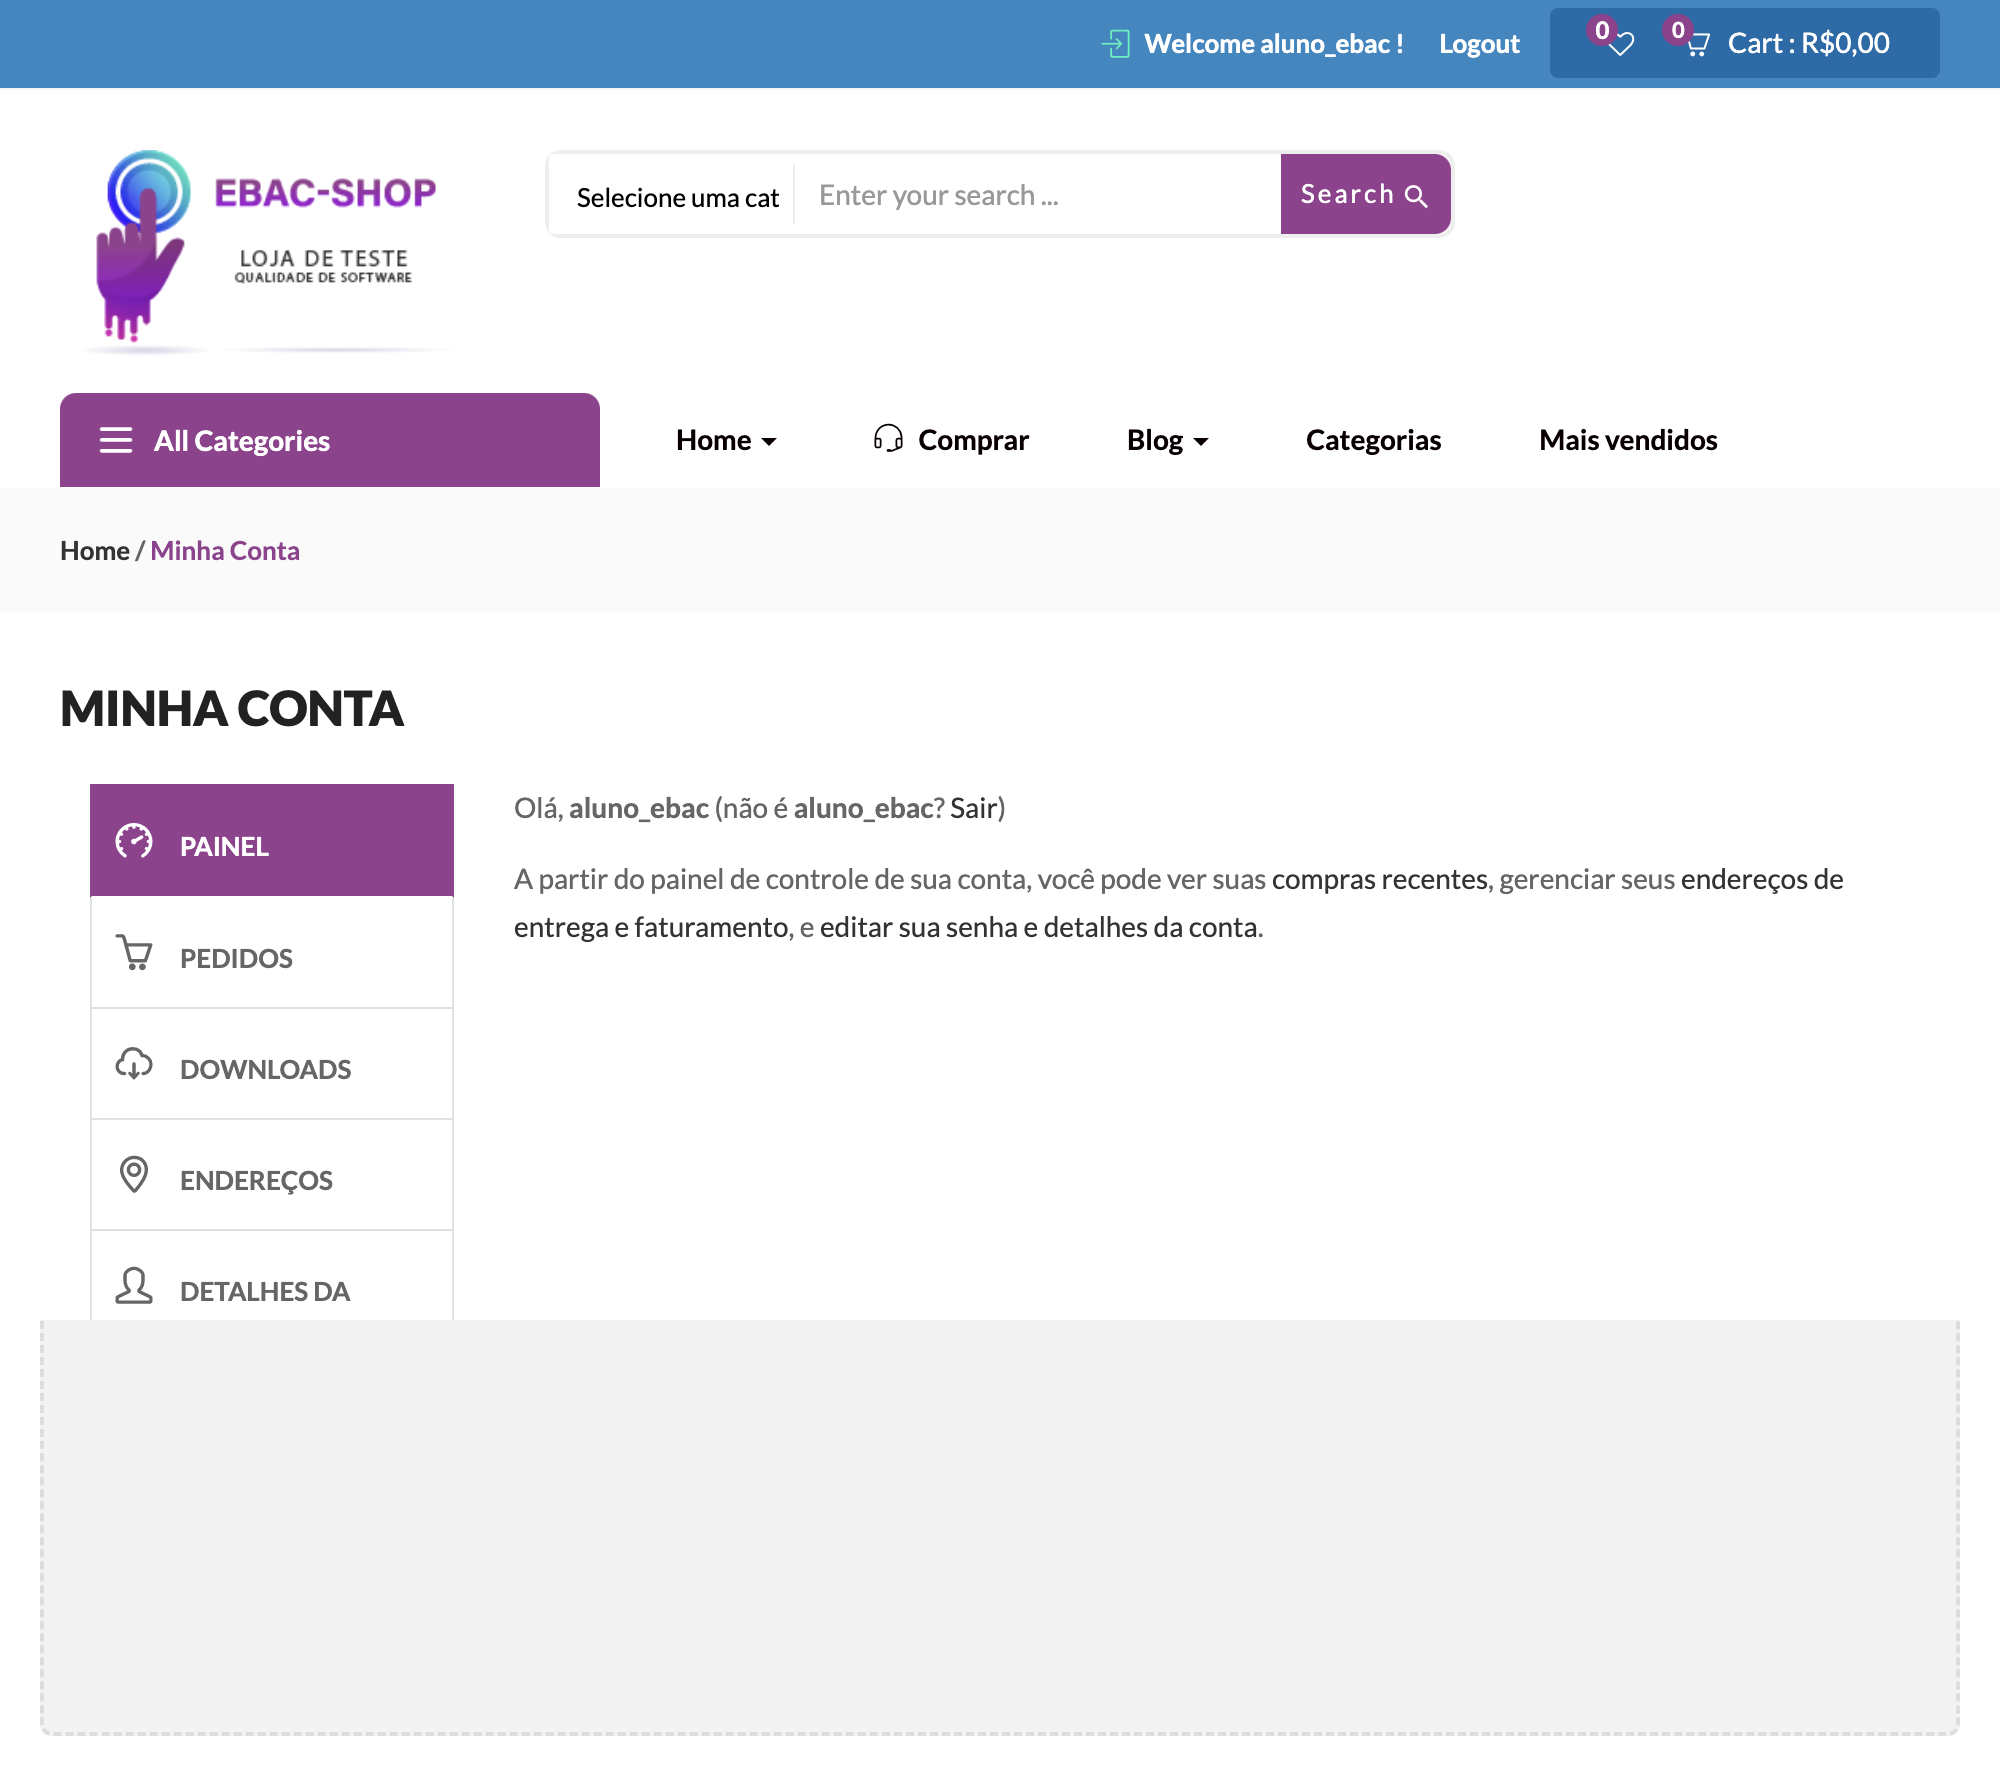 Welcome aluno_ebac ! Logout 0 0 Cart : R$0,00
EBAC-SHOP
LOJA DE TESTE
QUALIDADE DE SOFTWARE
Selecione uma cat Enter your search ... Search
All Categories Home Comprar Blog Categorias Mais vendidos
Home / Minha Conta
MINHA CONTA
PAINEL
PEDIDOS
DOWNLOADS
ENDEREÇOS
DETALHES DA
Olá, aluno_ebac (não é aluno_ebac? Sair)
A partir do painel de controle de sua conta, você pode ver suas compras recentes, gerenciar seus endereços de
entrega e faturamento, e editar sua senha e detalhes da conta.